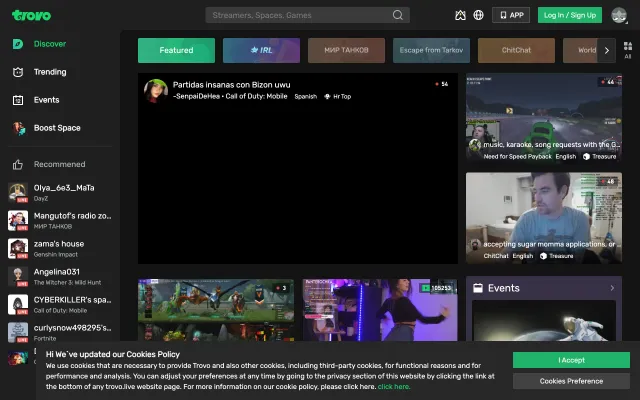 trovo
Streamers, Spaces, Games
APP
Log In / Sign Up
Discover
Trending
Events
Boost Space
Recommened
Olya_6e3_MaTa
DayZ
LIVE
Mangutof's radio zo...
МИР ТАНКОВ
LIVE
zama's house
Genshin Impact
LIVE
Angelina031
The Witcher 3: Wild Hunt
LIVE
CYBERKILLER's spa...
Call of Duty: Mobile
LIVE
curlysnow498295's...
Fortnite
LIVE
Featured
IRL
МИР ТАНКОВ
Escape from Tarkov
ChitChat
World
All
Partidas insanas con Bizon uwu
~SenpaiDeHea • Call of Duty: Mobile
Spanish
Hr Top
54
44
music, karaoke, song requests with the G...
Need for Speed Payback
English
Treasure
48
accepting sugar momma applications, or ...
ChitChat
English
Treasure
3
105253
Events
Hi We`ve updated our Cookies Policy
We use cookies that are necessary to provide Trovo and also other cookies, including third-party cookies, for functional reasons and for
performance and analysis. You can adjust your preferences at any time by going to the privacy section of this website by clicking the link at
the bottom of any trovo.live website page. For more information on our cookie policy, please click here. click here.
I Accept
Cookies Preference